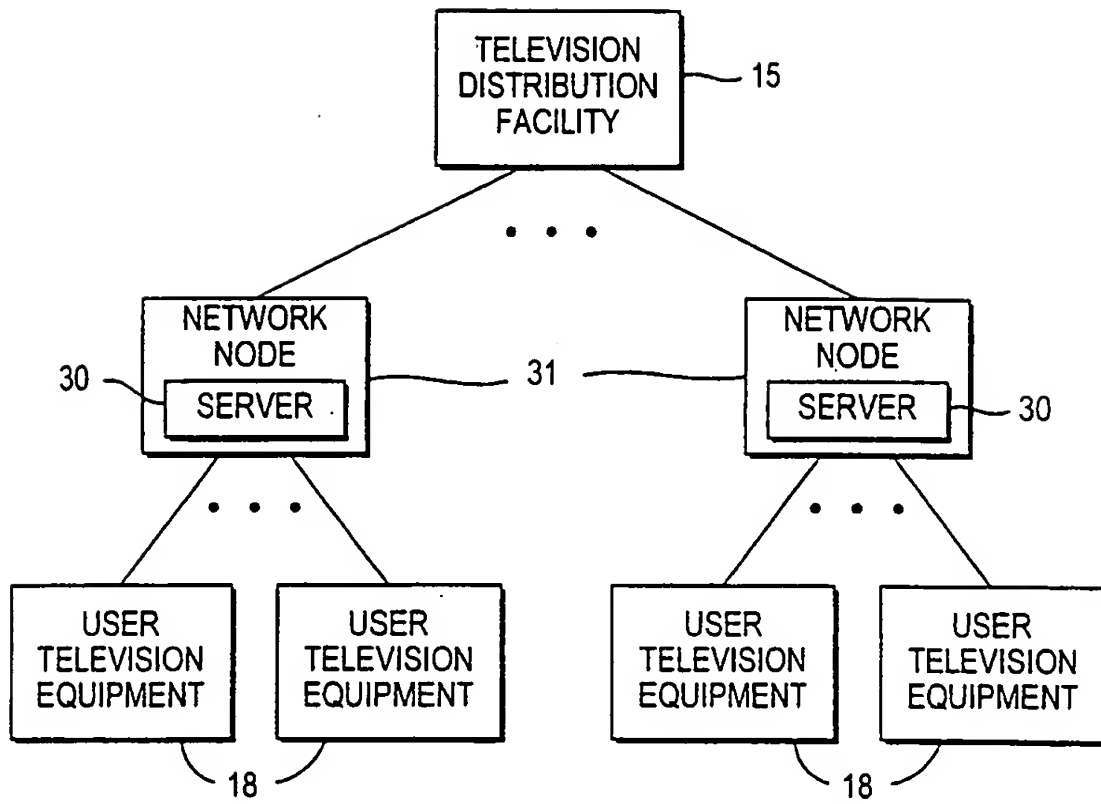 TELEVISION
DISTRIBUTION
FACILITY
15
NETWORK
NODE
30
SERVER
31
NETWORK
NODE
SERVER
30
USER
TELEVISION
EQUIPMENT
USER
TELEVISION
EQUIPMENT
18
USER
TELEVISION
EQUIPMENT
USER
TELEVISION
EQUIPMENT
18